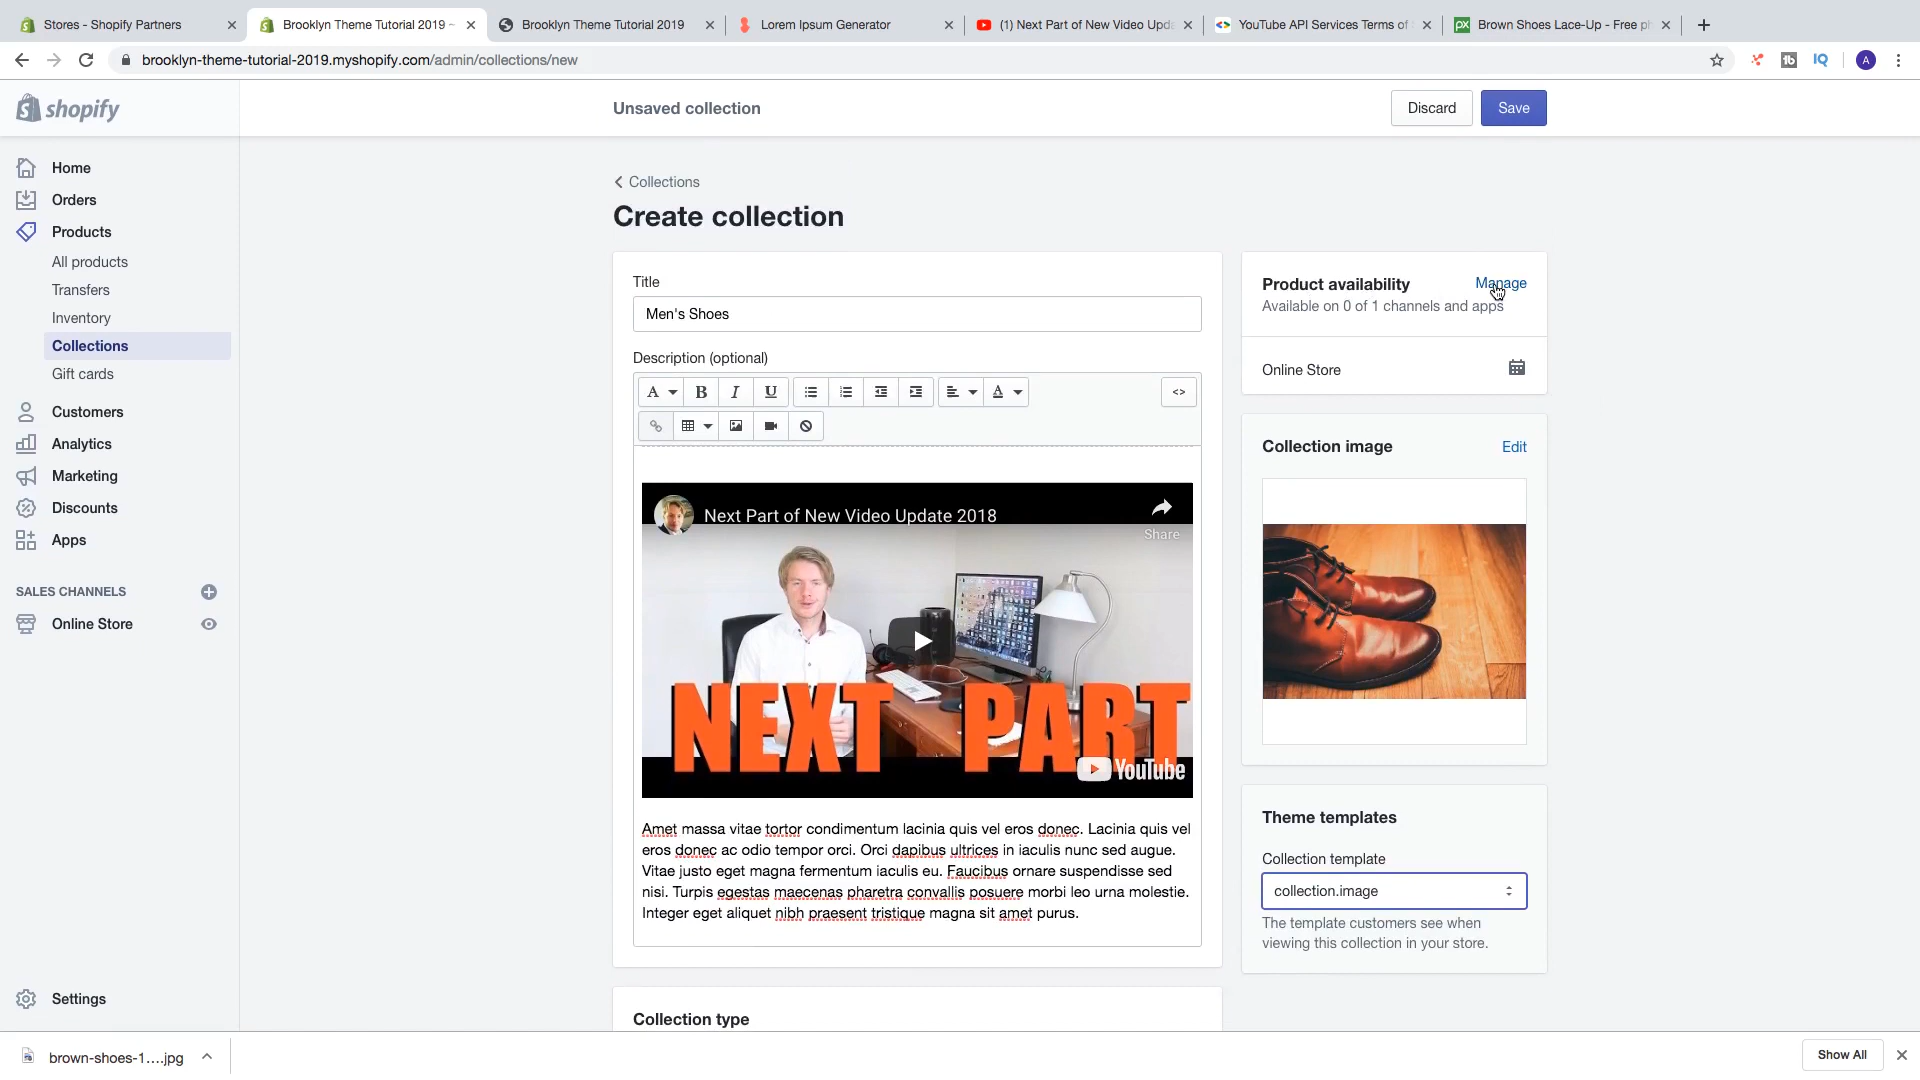 Stores - Shopify Partners
Brooklyn Theme Tutorial 2019 ~
Brooklyn Theme Tutorial 2019
Lorem Ipsum Generator
(1) Next Part of New Video Upda
YouTube API Services Terms of
Brown Shoes Lace-Up - Free ph
brooklyn-theme-tutorial-2019.myshopify.com/admin/collections/new
shopify
Unsaved collection
Discard
Save
Home
Orders
Products
All products
Transfers
Inventory
Collections
Gift cards
Customers
Analytics
Marketing
Discounts
Apps
SALES CHANNELS
Online Store
Settings
Collections
Create collection
Title
Men's Shoes
Description (optional)
Next Part of New Video Update 2018
Share
NEXT PART
YouTube
Amet massa vitae tortor condimentum lacinia quis vel eros donec. Lacinia quis vel
eros donec ac odio tempor orci. Orci dapibus ultrices in iaculis nunc sed augue.
Vitae justo eget magna fermentum iaculis eu. Faucibus ornare suspendisse sed
nisi. Turpis egestas maecenas pharetra convallis posuere morbi leo urna molestie.
Integer eget aliquet nibh praesent tristique magna sit amet purus.
Collection type
Product availability
Manage
Available on 0 of 1 channels and apps
Online Store
Collection image
Edit
Theme templates
Collection template
collection.image
The template customers see when
viewing this collection in your store.
brown-shoes-1....jpg
Show All